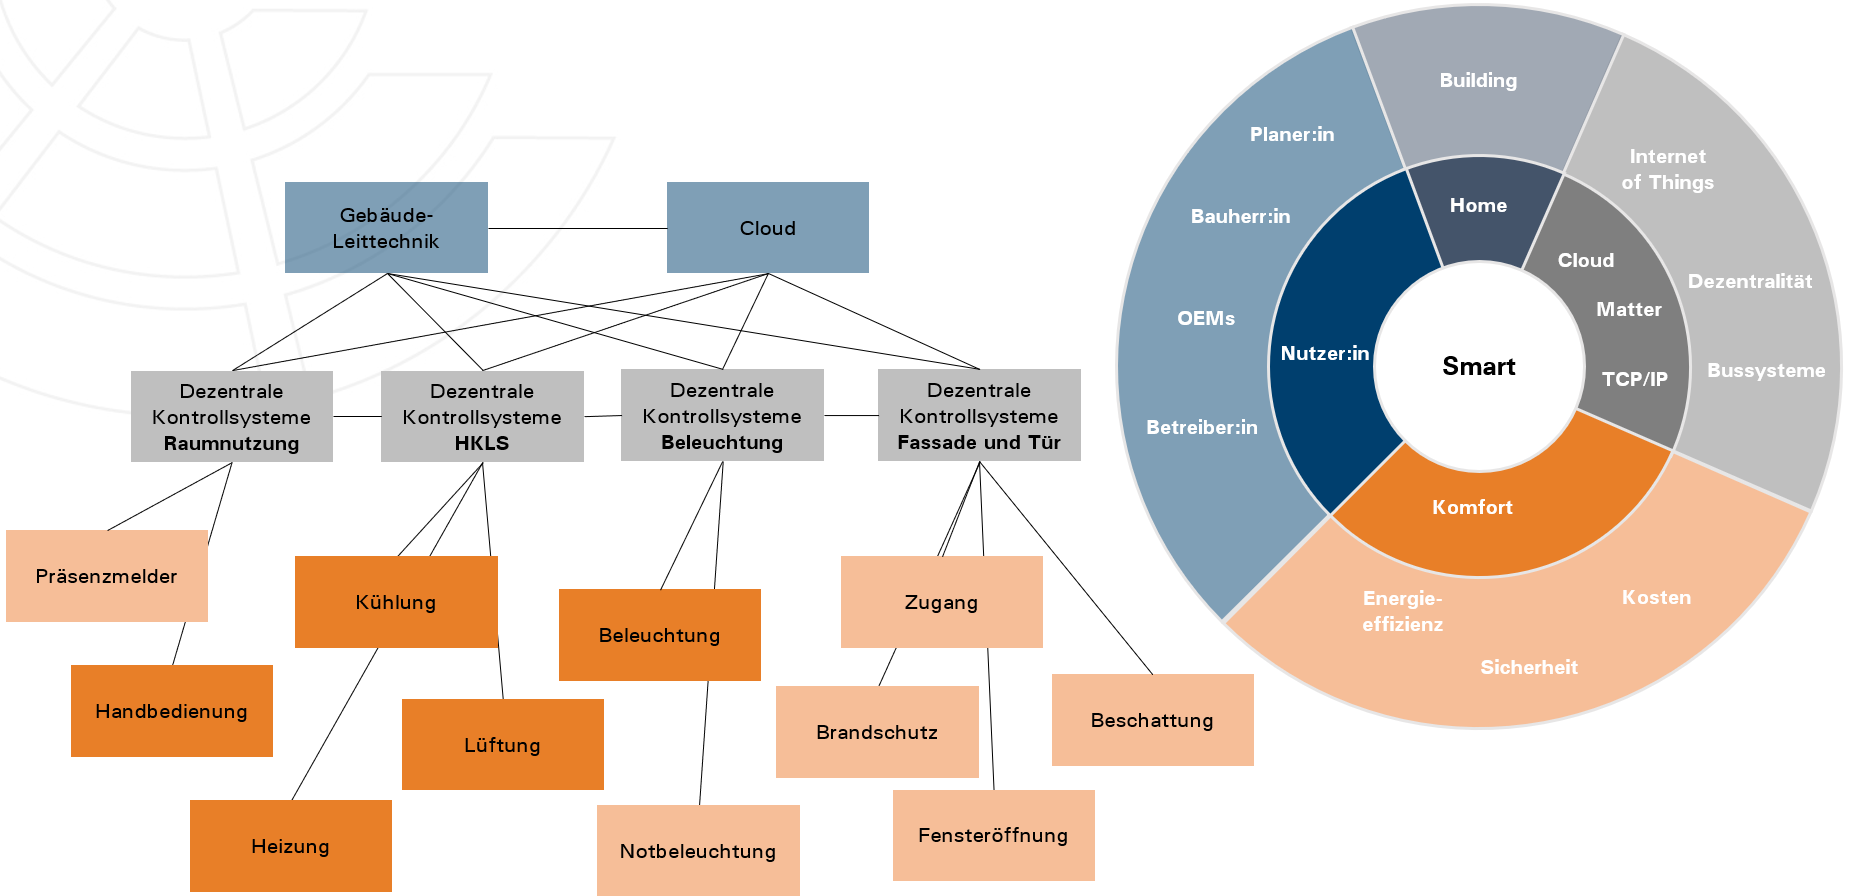 Gebäude-
Leittechnik
Cloud
Dezentrale
Kontrollsysteme
Raumnutzung
Dezentrale
Kontrollsysteme
HKLS
Dezentrale
Kontrollsysteme
Beleuchtung
Dezentrale
Kontrollsysteme
Fassade und Tür
Präsenzmelder
Kühlung
Beleuchtung
Zugang
Handbedienung
Lüftung
Brandschutz
Beschattung
Heizung
Notbeleuchtung
Fensteröffnung
Building
Planer:in
Internet
of Things
Home
Bauherr:in
Cloud
Dezentralität
Matter
OEMs
Nutzer:in
Smart
TCP/IP
Bussysteme
Betreiber:in
Komfort
Energie-
effizienz
Kosten
Sicherheit